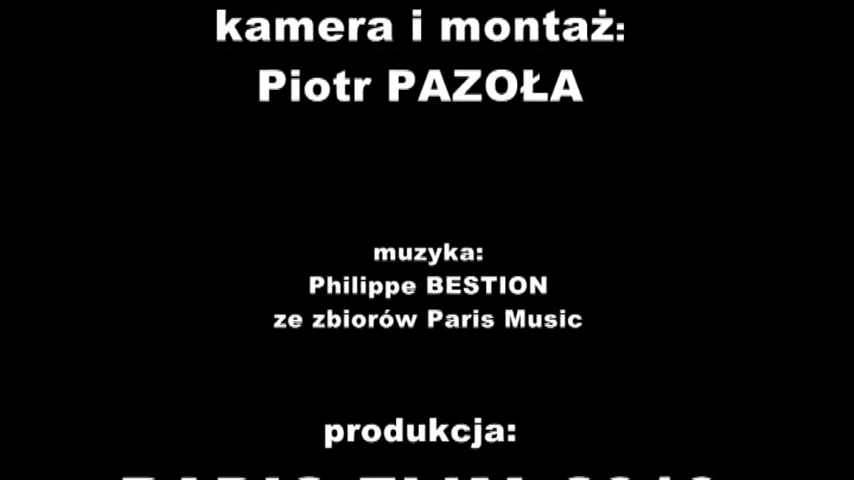 kamera i montaż:
Piotr PAZOŁA
muzyka:
Philippe BESTION
ze zbiorów Paris Music
produkcja: